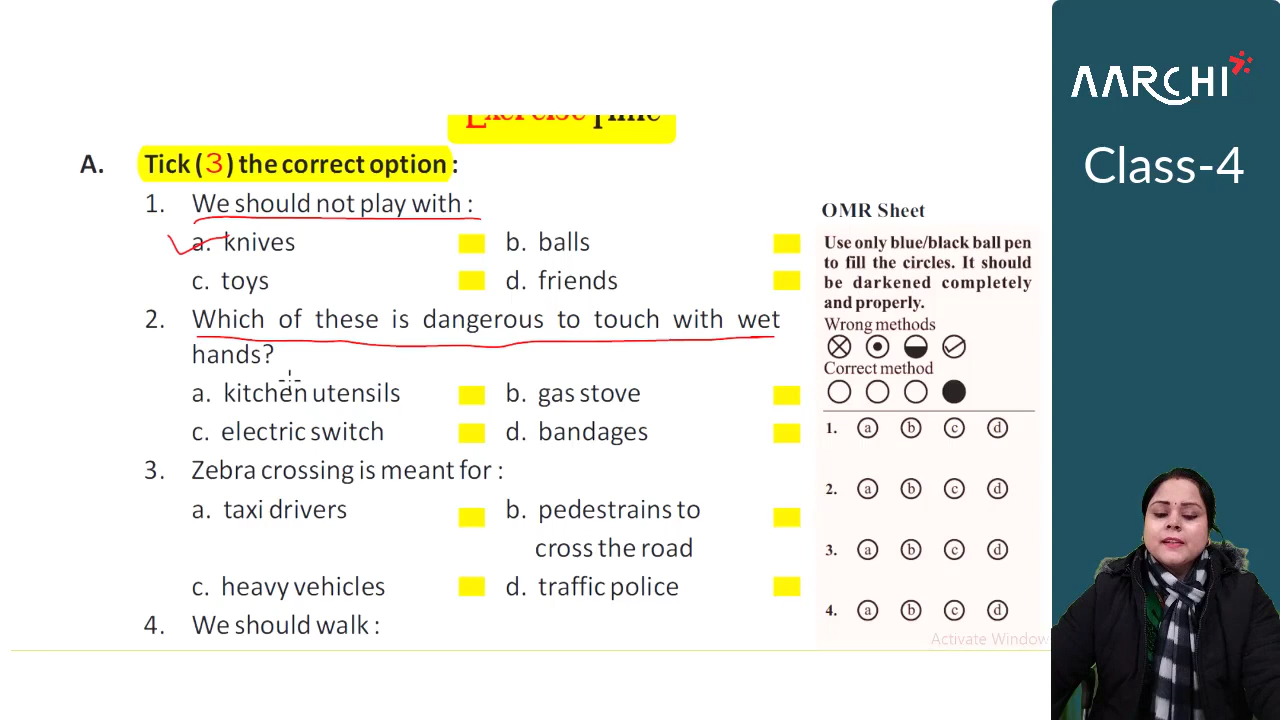 Exercise Time
A. Tick (3) the correct option :
1. We should not play with :
a. knives b. balls
c. toys d. friends
2. Which of these is dangerous to touch with wet
hands?
a. kitchen utensils b. gas stove
c. electric switch d. bandages
3. Zebra crossing is meant for :
a. taxi drivers b. pedestrains to
cross the road
c. heavy vehicles d. traffic police
4. We should walk :
OMR Sheet
Use only blue/black ball pen
to fill the circles. It should
be darkened completely
and properly.
Wrong methods
Correct method
1. a b c d
2. a b c d
3. a b c d
4. a b c d
Activate Window
AARCHI
Class-4